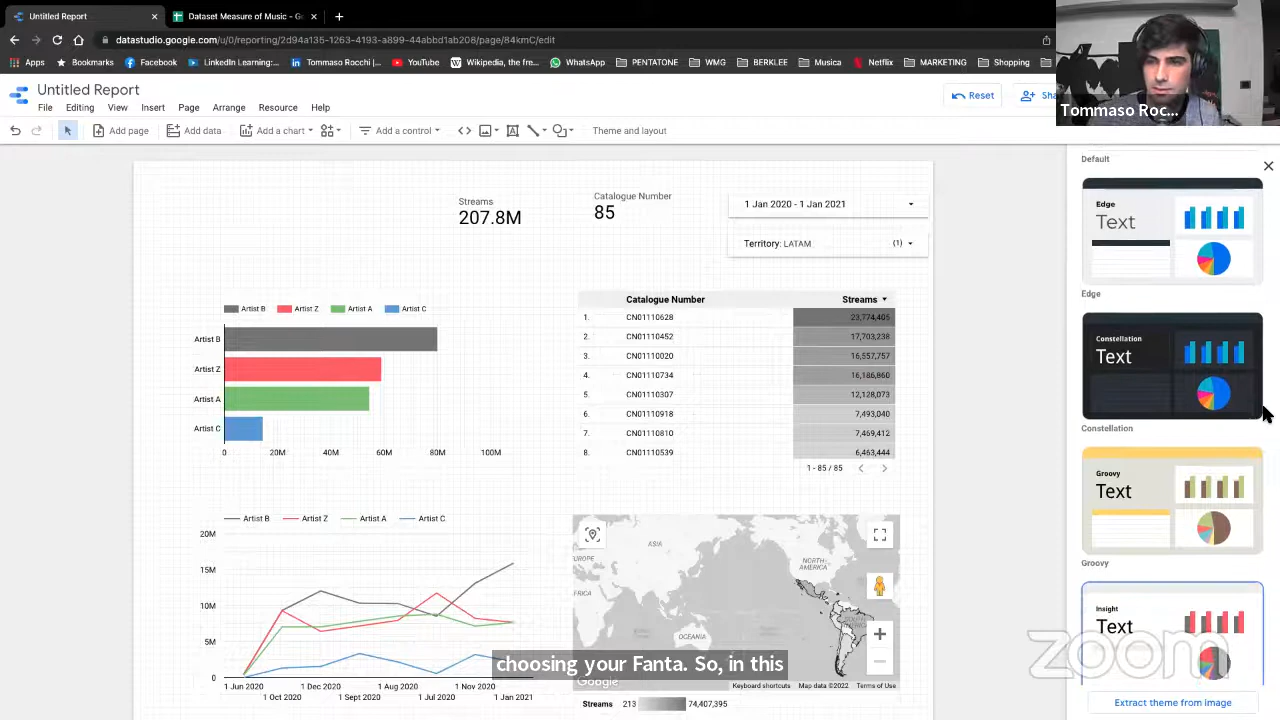 Untitled Report
Dataset Measure of Music - G
datastudio.google.com/u/0/reporting/2d94a135-1263-4193-a899-44abbd1ab208/page/84kmC/edit
Apps
Bookmarks
Facebook
LinkedIn Learning:...
Tommaso Rocchi /...
YouTube
Wikipedia, the fre...
WhatsApp
PENTATONE
WMG
BERKLEE
Musica
Netflix
MARKETING
Shopping
Tommaso Roc...
Untitled Report
File Editing View Insert Page Arrange Resource Help
Reset
Sha
Add page
Add data
Add a chart
Add a control
Theme and layout
Streams
207.8M
Catalogue Number
85
1 Jan 2020 - 1 Jan 2021
Territory: LATAM (1)
Artist B Artist Z Artist A Artist C
Artist B
Artist Z
Artist A
Artist C
0 20M 40M 60M 80M 100M
Catalogue Number Streams
1. CN01110628 23,774,405
2. CN01110452 17,703,238
3. CN01110020 16,557,757
4. CN01110734 16,186,860
5. CN01110307 12,128,073
6. CN01110918 7,493,040
7. CN01110810 7,469,412
8. CN01110539 6,463,444
1 - 85 / 85
Artist B Artist Z Artist A Artist C
20M
15M
10M
5M
0
1 Jun 2020 1 Dec 2020 1 Aug 2020 1 Nov 2020
1 Oct 2020 1 Sept 2020 1 Jul 2020 1 Jan 2021
ASIA
NORTH
AMERICA
OCEANIA
Google
Keyboard shortcuts Map data ©2022 Terms of Use
Streams 213 74,407,395
choosing your Fanta. So, in this
Default
Edge
Text
Edge
Constellation
Text
Constellation
Groovy
Text
Groovy
Insight
Text
Extract theme from image
zoom